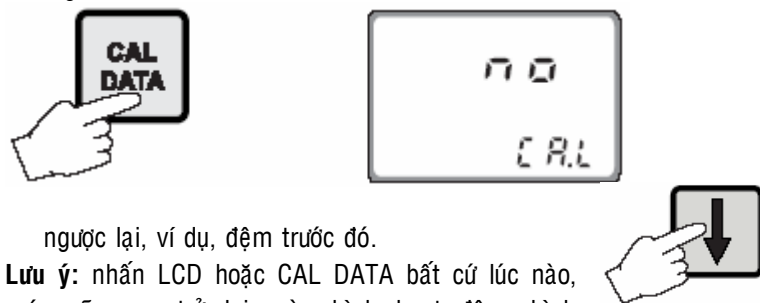 CAL
DATA
no
CAL
ngược lại, ví dụ, đệm trước đó.
Lưu ý: nhấn LCD hoặc CAL DATA bất cứ lúc nào,